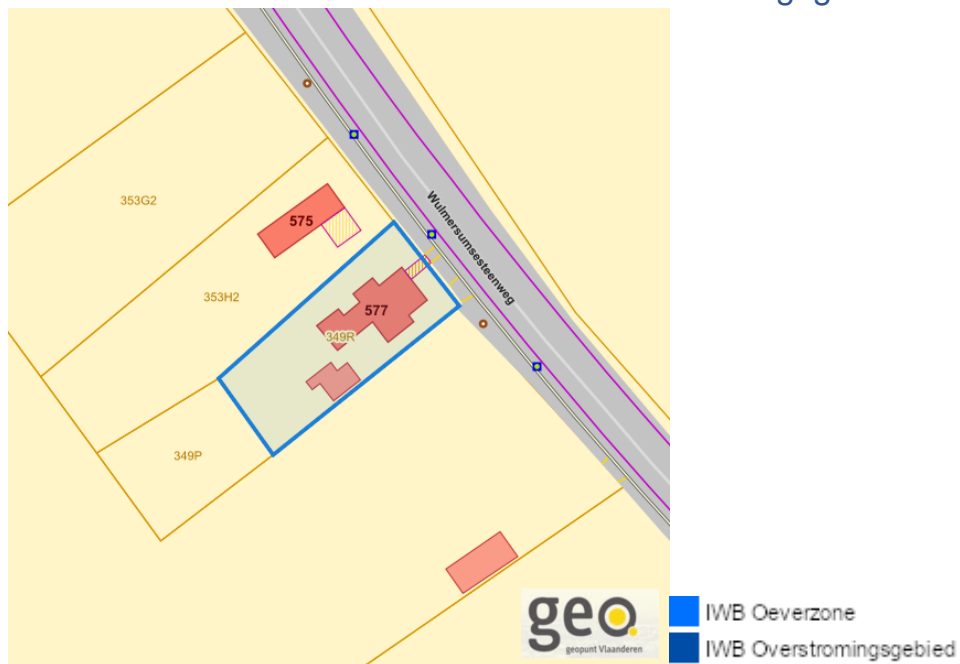 353G2
575
Wulmersumsesteenweg
353H2
577
349R
349P
geo.
geopunt Vlaanderen
IWB Oeverzone
IWB Overstromingsgebied